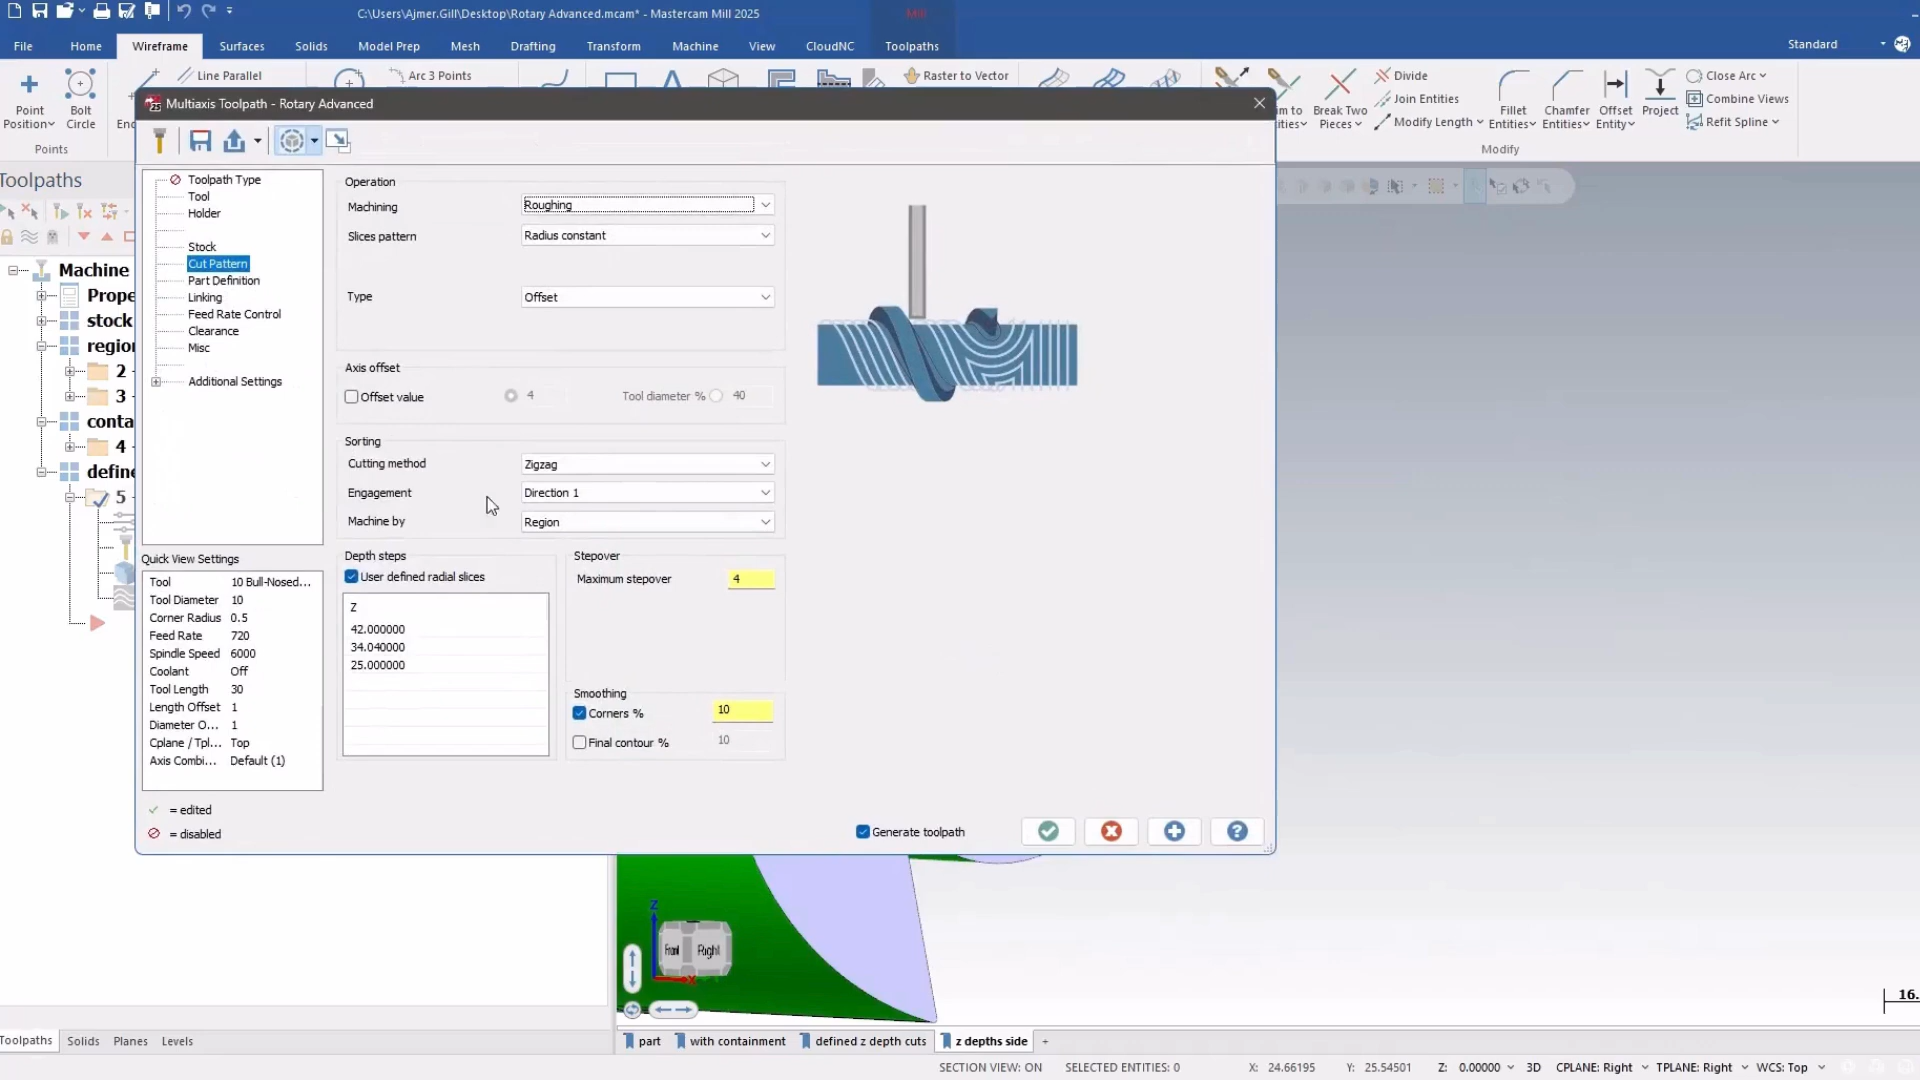 C:\Users\Ajmer.Gill\Desktop\Rotary Advanced.mcam* - Mastercam Mill 2025
Mill
File Home Wireframe Surfaces Solids Model Prep Mesh Drafting Transform Machine View CloudNC Toolpaths
Standard
Line Parallel
Arc 3 Points
Raster to Vector
Divide
Close Arc
Point Position
Bolt Circle
Break Two Pieces
Join Entities
Modify Length
Fillet Entities
Chamfer Entities
Offset Entity
Project
Combine Views
Refit Spline
Points
Modify
Multiaxis Toolpath - Rotary Advanced
Toolpaths
Toolpath Type
Tool
Holder
Stock
Cut Pattern
Part Definition
Linking
Feed Rate Control
Clearance
Misc
Additional Settings
Machine
Prope
stock
region
2
3
conta
4
define
5
Operation
Machining Roughing
Slices pattern Radius constant
Type Offset
Axis offset
Offset value 4 Tool diameter % 40
Sorting
Cutting method Zigzag
Engagement Direction 1
Machine by Region
Depth steps
User defined radial slices
Z
42.000000
34.040000
25.000000
Stepover
Maximum stepover 4
Smoothing
Corners % 10
Final contour % 10
Quick View Settings
Tool 10 Bull-Nosed...
Tool Diameter 10
Corner Radius 0.5
Feed Rate 720
Spindle Speed 6000
Coolant Off
Tool Length 30
Length Offset 1
Diameter O... 1
Cplane / Tpl... Top
Axis Combi... Default (1)
= edited
= disabled
Generate toolpath
Z
Front Right
X
16.
Toolpaths Solids Planes Levels
part with containment defined z depth cuts z depths side +
SECTION VIEW: ON SELECTED ENTITIES: 0 X: 24.66195 Y: 25.54501 Z: 0.00000 3D CPLANE: Right TPLANE: Right WCS: Top